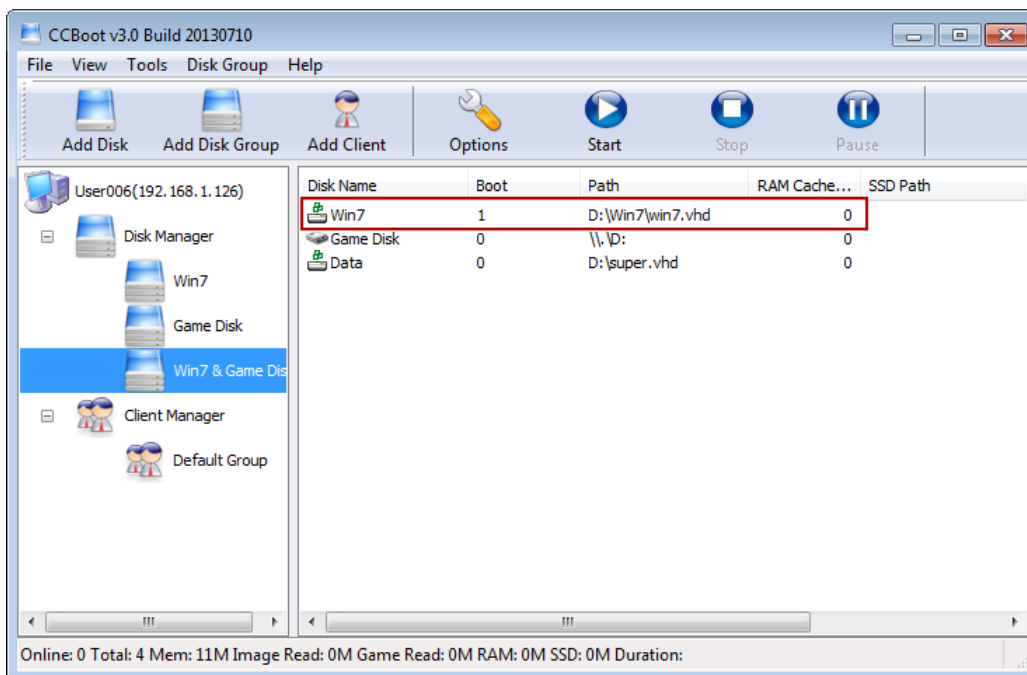 CCBoot v3.0 Build 20130710
File View Tools Disk Group Help
Add Disk Add Disk Group Add Client Options Start Stop Pause
User006(192.168.1.126)
Disk Manager
Win7
Game Disk
Win7 & Game Dis
Client Manager
Default Group
Disk Name Boot Path RAM Cache... SSD Path
Win7 1 D:\Win7\win7.vhd 0
Game Disk 0 \\.\D: 0
Data 0 D:\super.vhd 0
Online: 0 Total: 4 Mem: 11M Image Read: 0M Game Read: 0M RAM: 0M SSD: 0M Duration: